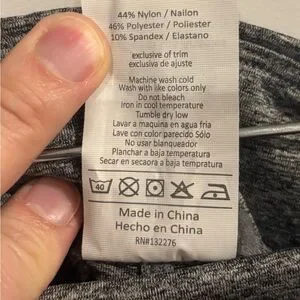 44% Nylon / Nailon
46% Polyester / Poliester
10% Spandex / Elastano
exclusive of trim
exclusiva de ajuste
Machine wash cold
Wash with like colors only
Do not bleach
Iron in cool temperature
Tumble dry low
Lavar a maquina en agua fria
Lave con color parecido Sólo
No usar blanqueador
Planchar a baja temperatura
Secar en secaora a baja temperatura
40
Made in China
Hecho en China
RN#132276